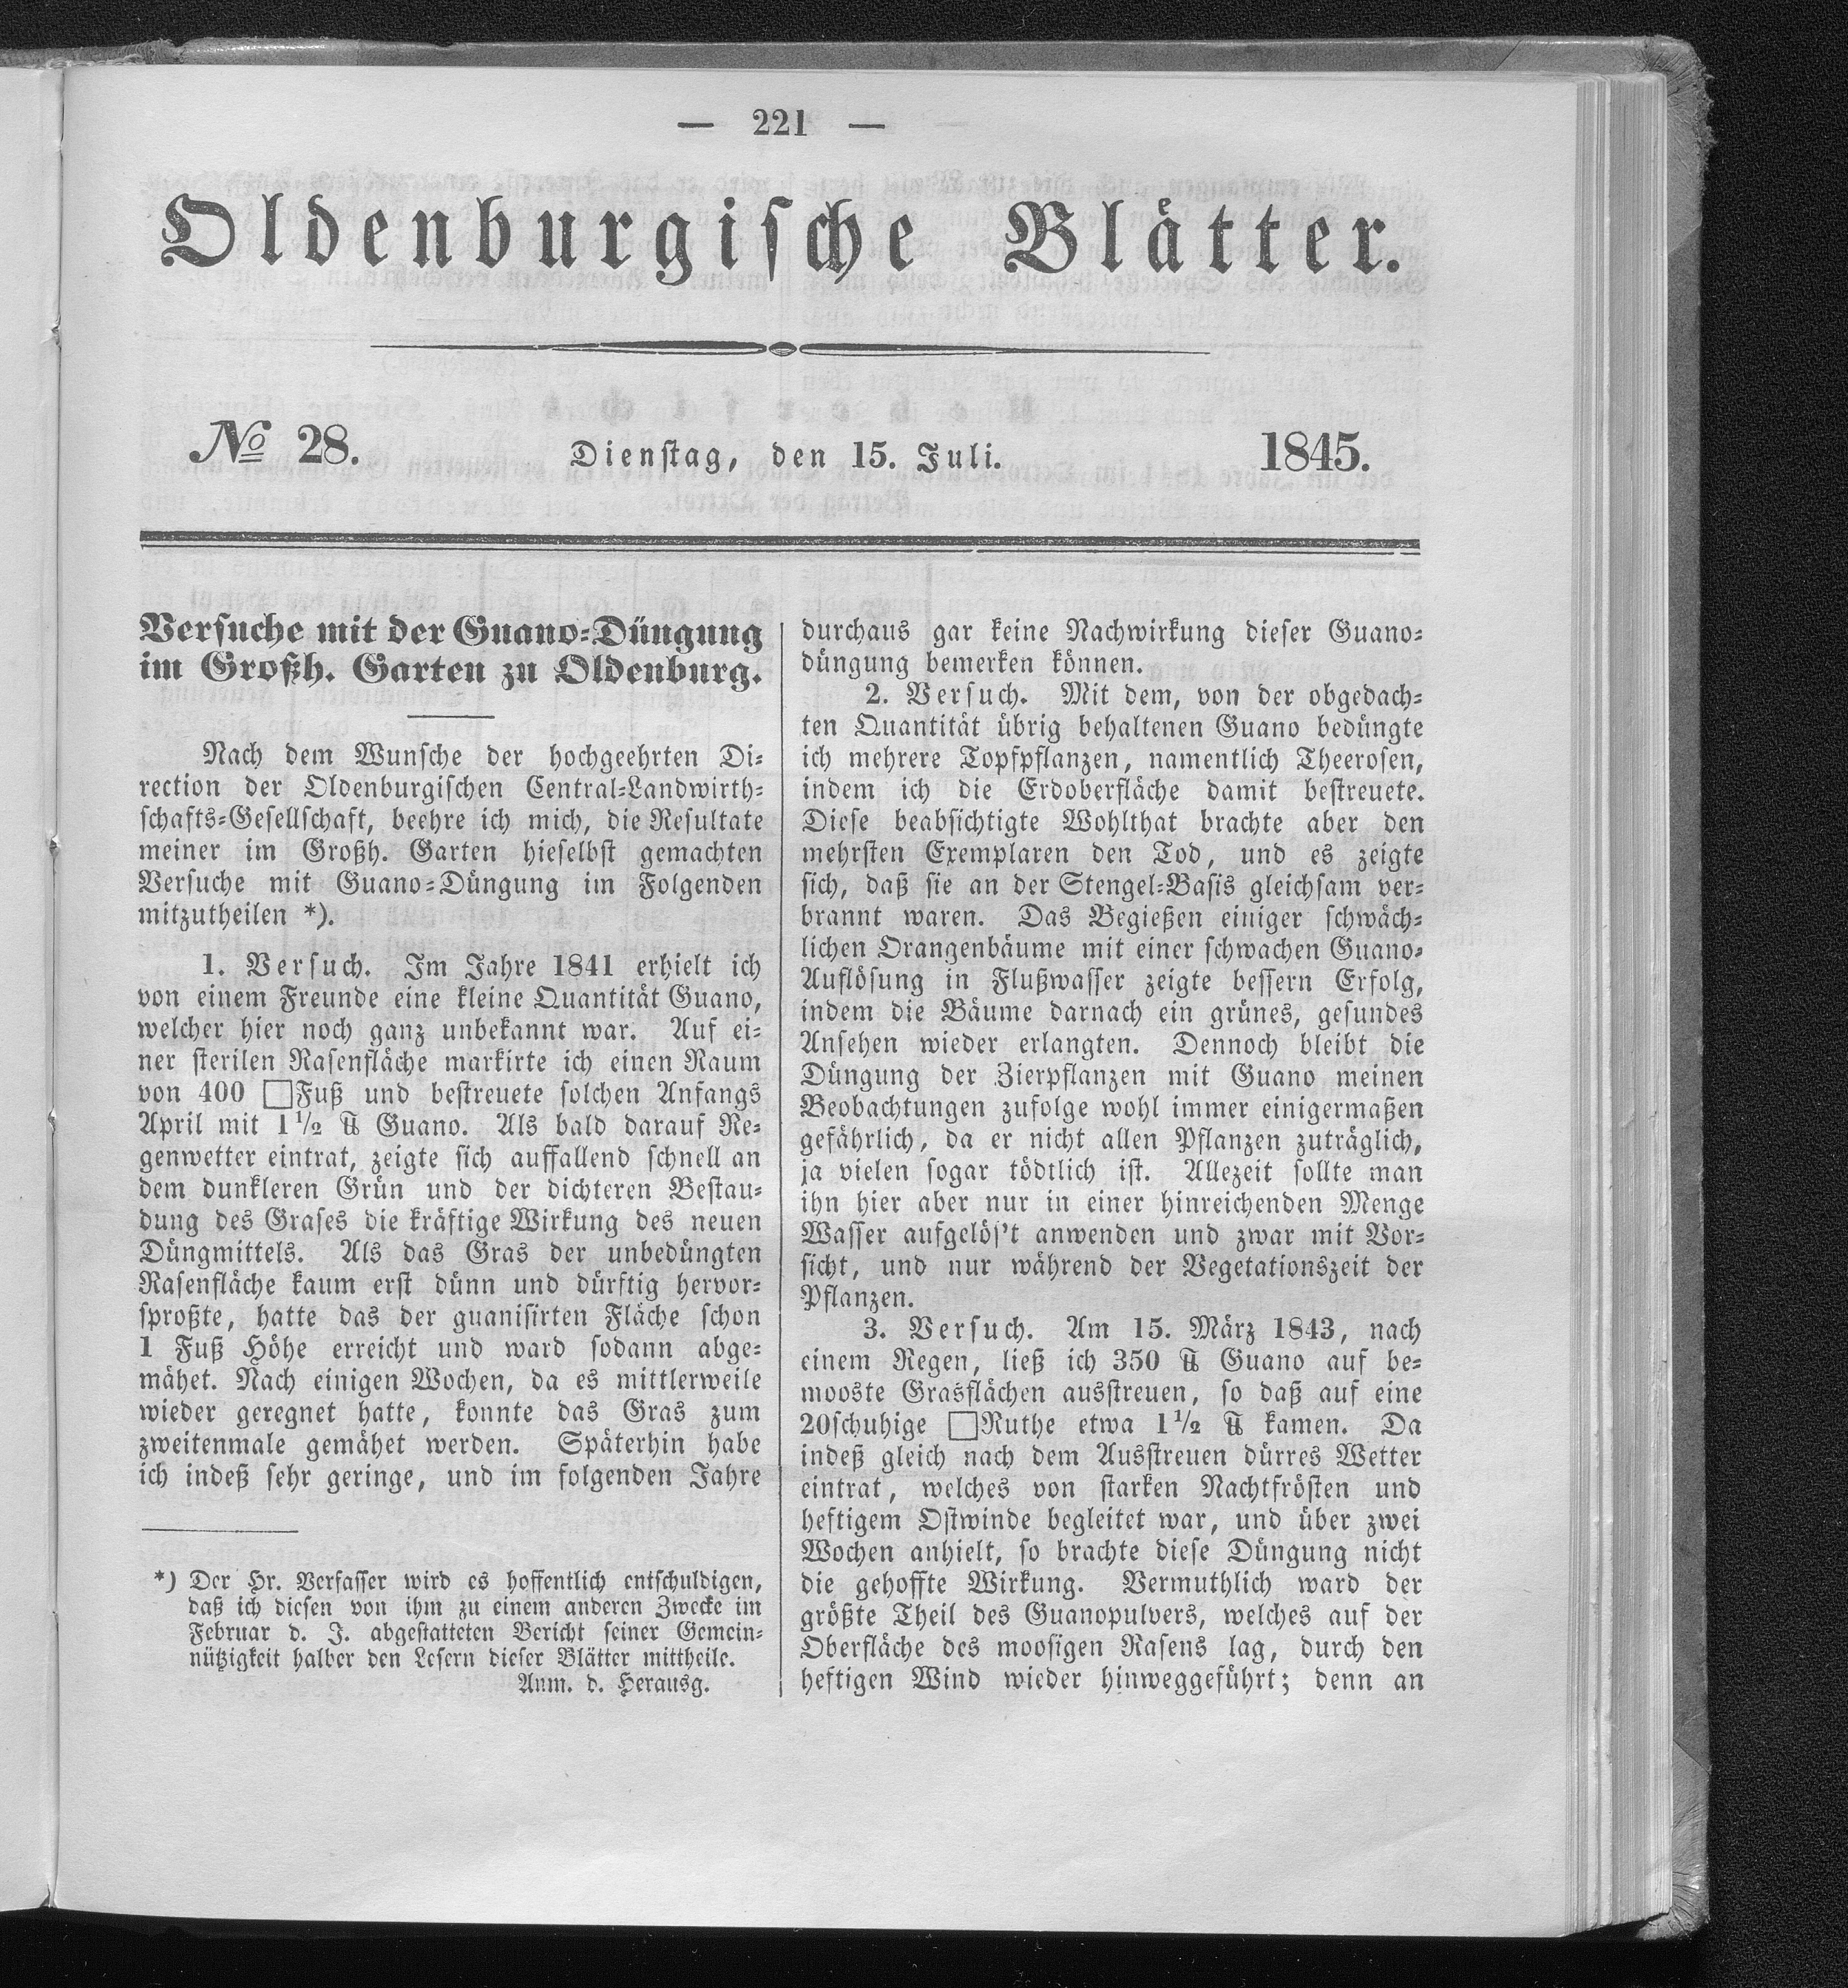 — 221 —
Oldenburgische Blätter.
No 28.
Dienstag, den 15. Juli.
1845.
Versuche mit der Guano-Düngung
im Großh. Garten zu Oldenburg.
Nach dem Wunsche der hochgeehrten Di-
rection der Oldenburgischen Central-Landwirth-
schafts-Gesellschaft, beehre ich mich, die Resultate
meiner im Großh. Garten hieselbst gemachten
Versuche mit Guano-Düngung im Folgenden
mitzutheilen *).
1. Versuch. Im Jahre 1841 erhielt ich
von einem Freunde eine kleine Quantität Guano,
welcher hier noch ganz unbekannt war. Auf ei-
ner sterilen Rasenfläche markirte ich einen Raum
von 400 □Fuß und bestreuete solchen Anfangs
April mit 1½ ℔ Guano. Als bald darauf Re-
genwetter eintrat, zeigte sich auffallend schnell an
dem dunkleren Grün und der dichteren Bestau-
dung des Grases die kräftige Wirkung des neuen
Düngmittels. Als das Gras der unbedüngten
Rasenfläche kaum erst dünn und dürftig hervor-
sproßte, hatte das der guanisirten Fläche schon
1 Fuß Höhe erreicht und ward sodann abge-
mähet. Nach einigen Wochen, da es mittlerweile
wieder geregnet hatte, konnte das Gras zum
zweitenmale gemähet werden. Späterhin habe
ich indeß sehr geringe, und im folgenden Jahre
*) Der Hr. Verfasser wird es hoffentlich entschuldigen,
daß ich diesen von ihm zu einem anderen Zwecke im
Februar d. J. abgestatteten Bericht seiner Gemein-
nützigkeit halber den Lesern dieser Blätter mittheile.
Anm. d. Herausg.
durchaus gar keine Nachwirkung dieser Guano-
düngung bemerken können.
2. Versuch. Mit dem, von der obgedach-
ten Quantität übrig behaltenen Guano bedüngte
ich mehrere Topfpflanzen, namentlich Theerosen,
indem ich die Erdoberfläche damit bestreuete.
Diese beabsichtigte Wohlthat brachte aber den
mehrsten Exemplaren den Tod, und es zeigte
sich, daß sie an der Stengel-Basis gleichsam ver-
brannt waren. Das Begießen einiger schwäch-
lichen Orangenbäume mit einer schwachen Guano-
Auflösung in Flußwasser zeigte bessern Erfolg,
indem die Bäume darnach ein grünes, gesundes
Ansehen wieder erlangten. Dennoch bleibt die
Düngung der Zierpflanzen mit Guano meinen
Beobachtungen zufolge wohl immer einigermaßen
gefährlich, da er nicht allen Pflanzen zuträglich,
ja vielen sogar tödtlich ist. Allezeit sollte man
ihn hier aber nur in einer hinreichenden Menge
Wasser aufgelös't anwenden und zwar mit Vor-
sicht, und nur während der Vegetationszeit der
Pflanzen.
3. Versuch. Am 15. März 1843, nach
einem Regen, ließ ich 350 ℔ Guano auf be-
mooste Grasflächen ausstreuen, so daß auf eine
20schuhige □Ruthe etwa 1½ ℔ kamen. Da
indeß gleich nach dem Ausstreuen dürres Wetter
eintrat, welches von starken Nachtfrösten und
heftigem Ostwinde begleitet war, und über zwei
Wochen anhielt, so brachte diese Düngung nicht
die gehoffte Wirkung. Vermuthlich ward der
größte Theil des Guanopulvers, welches auf der
Oberfläche des moosigen Rasens lag, durch den
heftigen Wind wieder hinweggeführt; denn an